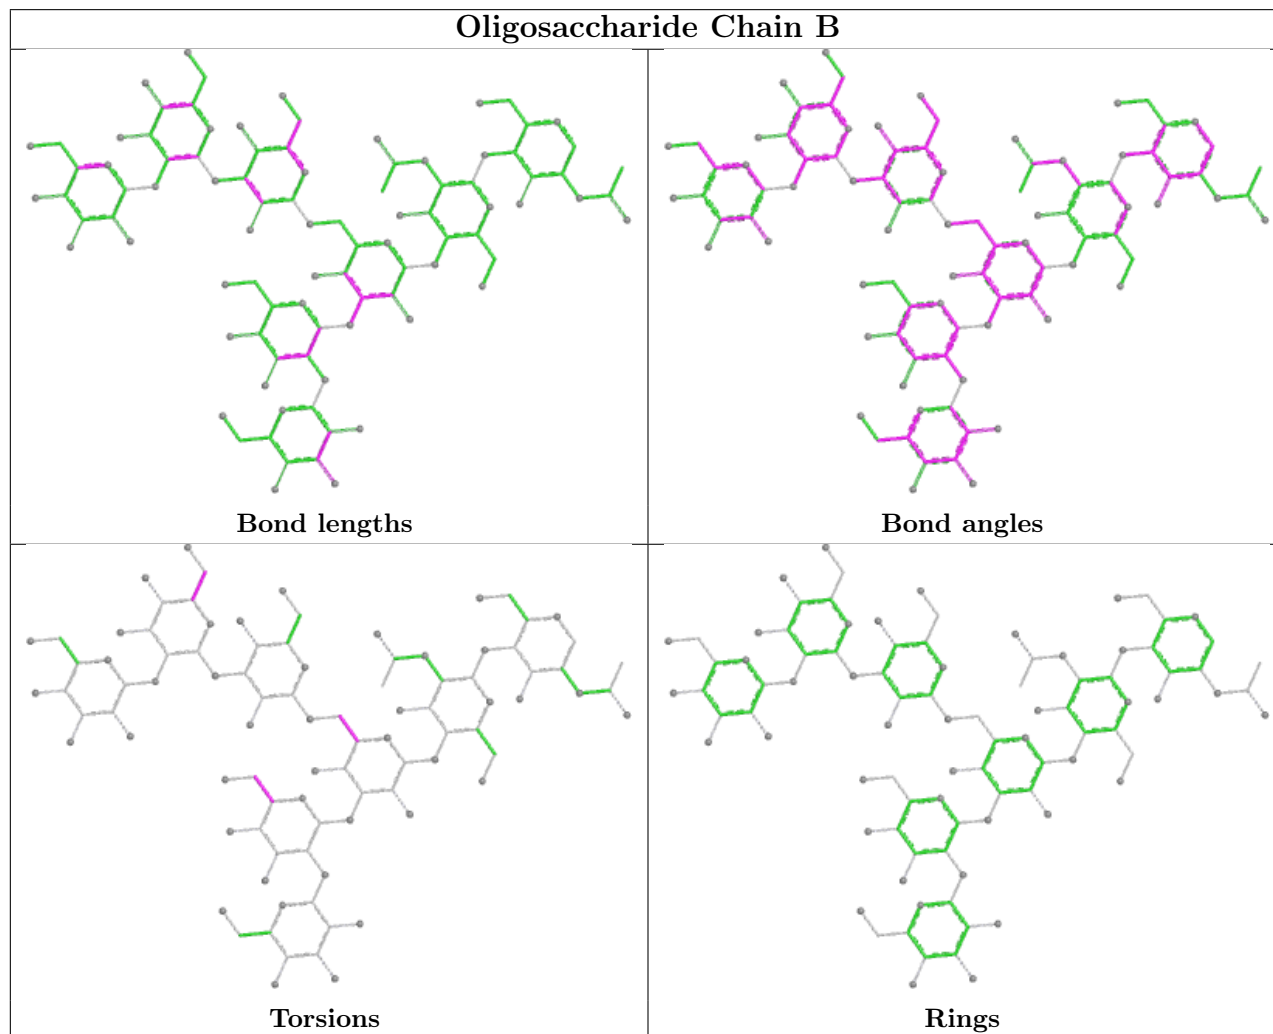 Oligosaccharide Chain B
Bond lengths
Bond angles
Torsions
Rings